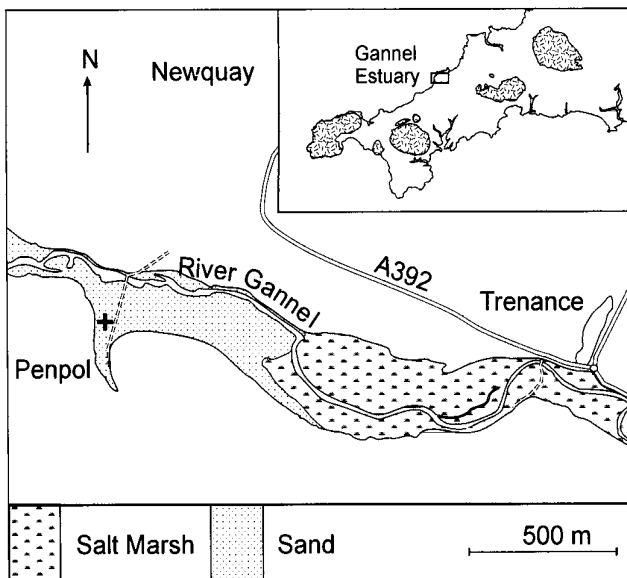 N
Newquay
Gannel
Estuary
River Gannel
A392
Trenance
Penpol
Salt Marsh
Sand
500 m